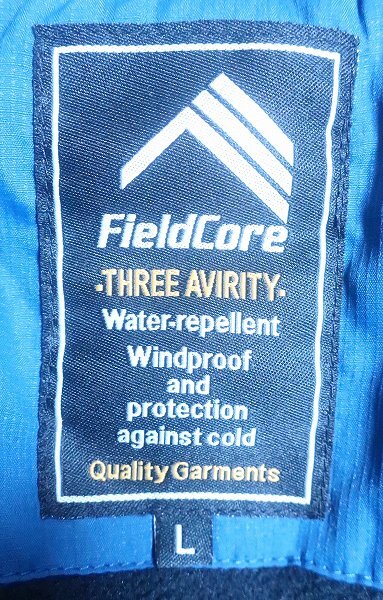 FieldCore
·THREE AVIRITY·
Water-repellent
Windproof
and
protection
against cold
Quality Garments
L